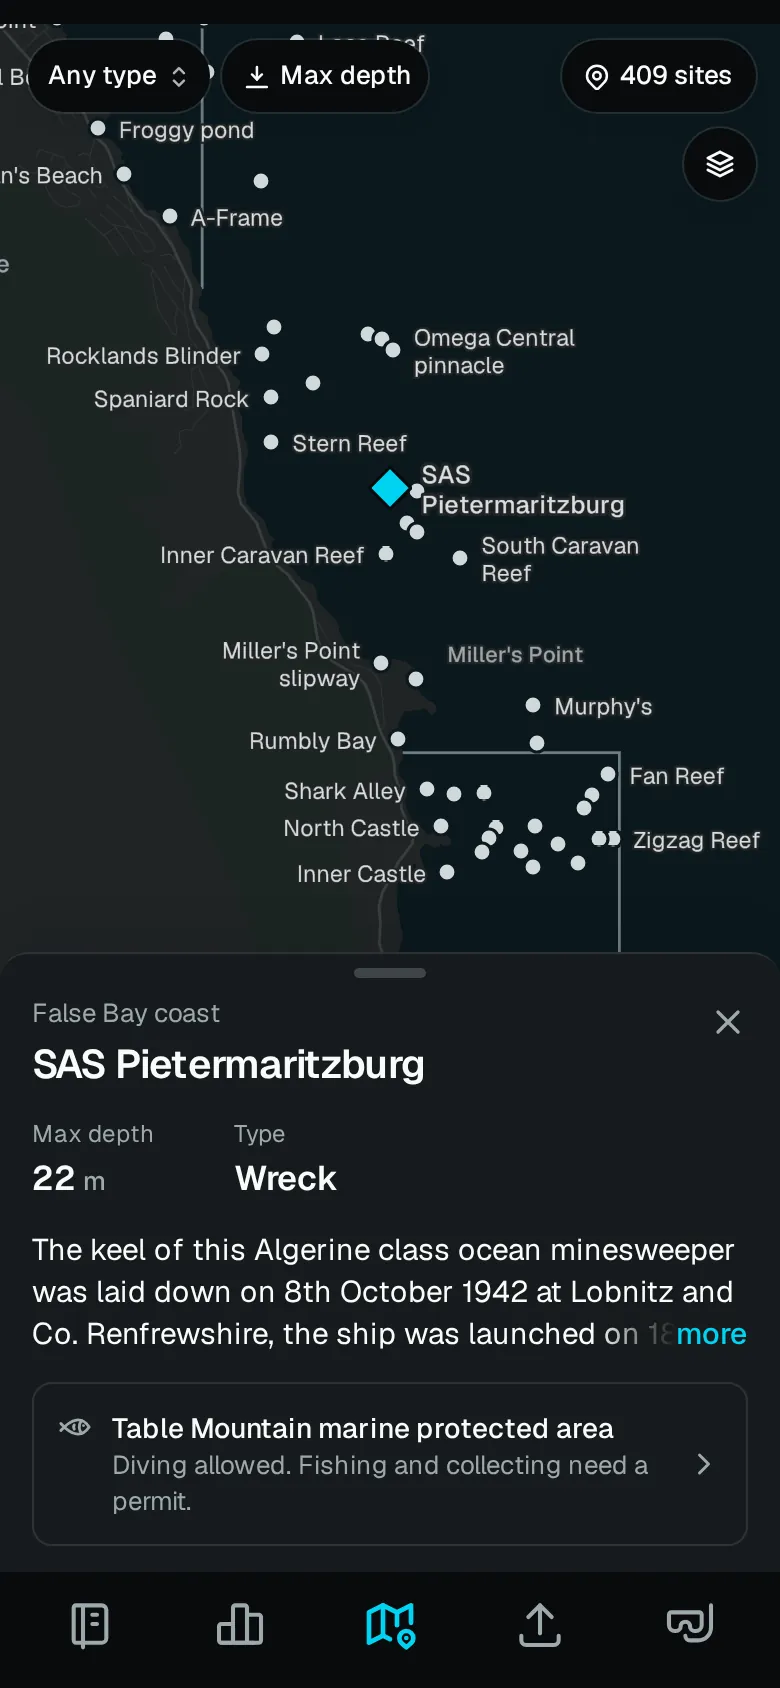 Any type
Max depth
409 sites
Froggy pond
n's Beach
A-Frame
e
Rocklands Blinder
Omega Central
pinnacle
Spaniard Rock
Stern Reef
SAS
Pietermaritzburg
Inner Caravan Reef
South Caravan
Reef
Miller's Point
slipway
Miller's Point
Murphy's
Rumbly Bay
Fan Reef
Shark Alley
North Castle
Zigzag Reef
Inner Castle
False Bay coast
SAS Pietermaritzburg
Max depth
Type
22 m
Wreck
The keel of this Algerine class ocean minesweeper
was laid down on 8th October 1942 at Lobnitz and
Co. Renfrewshire, the ship was launched on 18 more
Table Mountain marine protected area
Diving allowed. Fishing and collecting need a
permit.